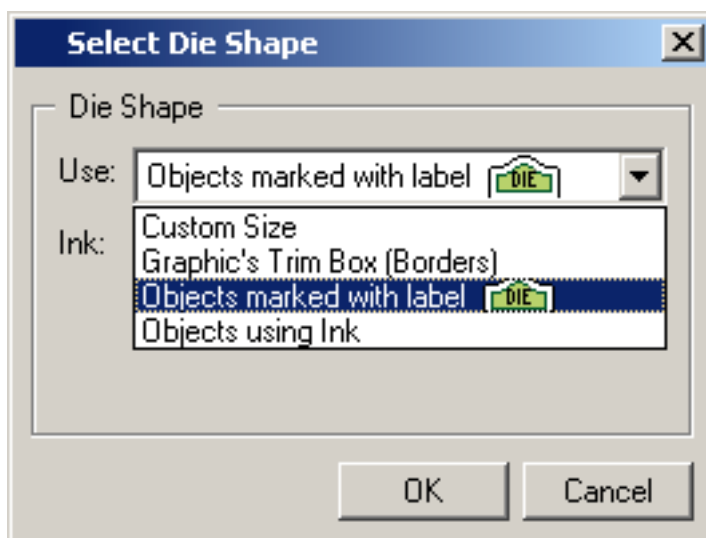 Select Die Shape
Die Shape
Use: Objects marked with label DIE
Ink:
Custom Size
Graphic's Trim Box (Borders)
Objects marked with label DIE
Objects using Ink
OK Cancel